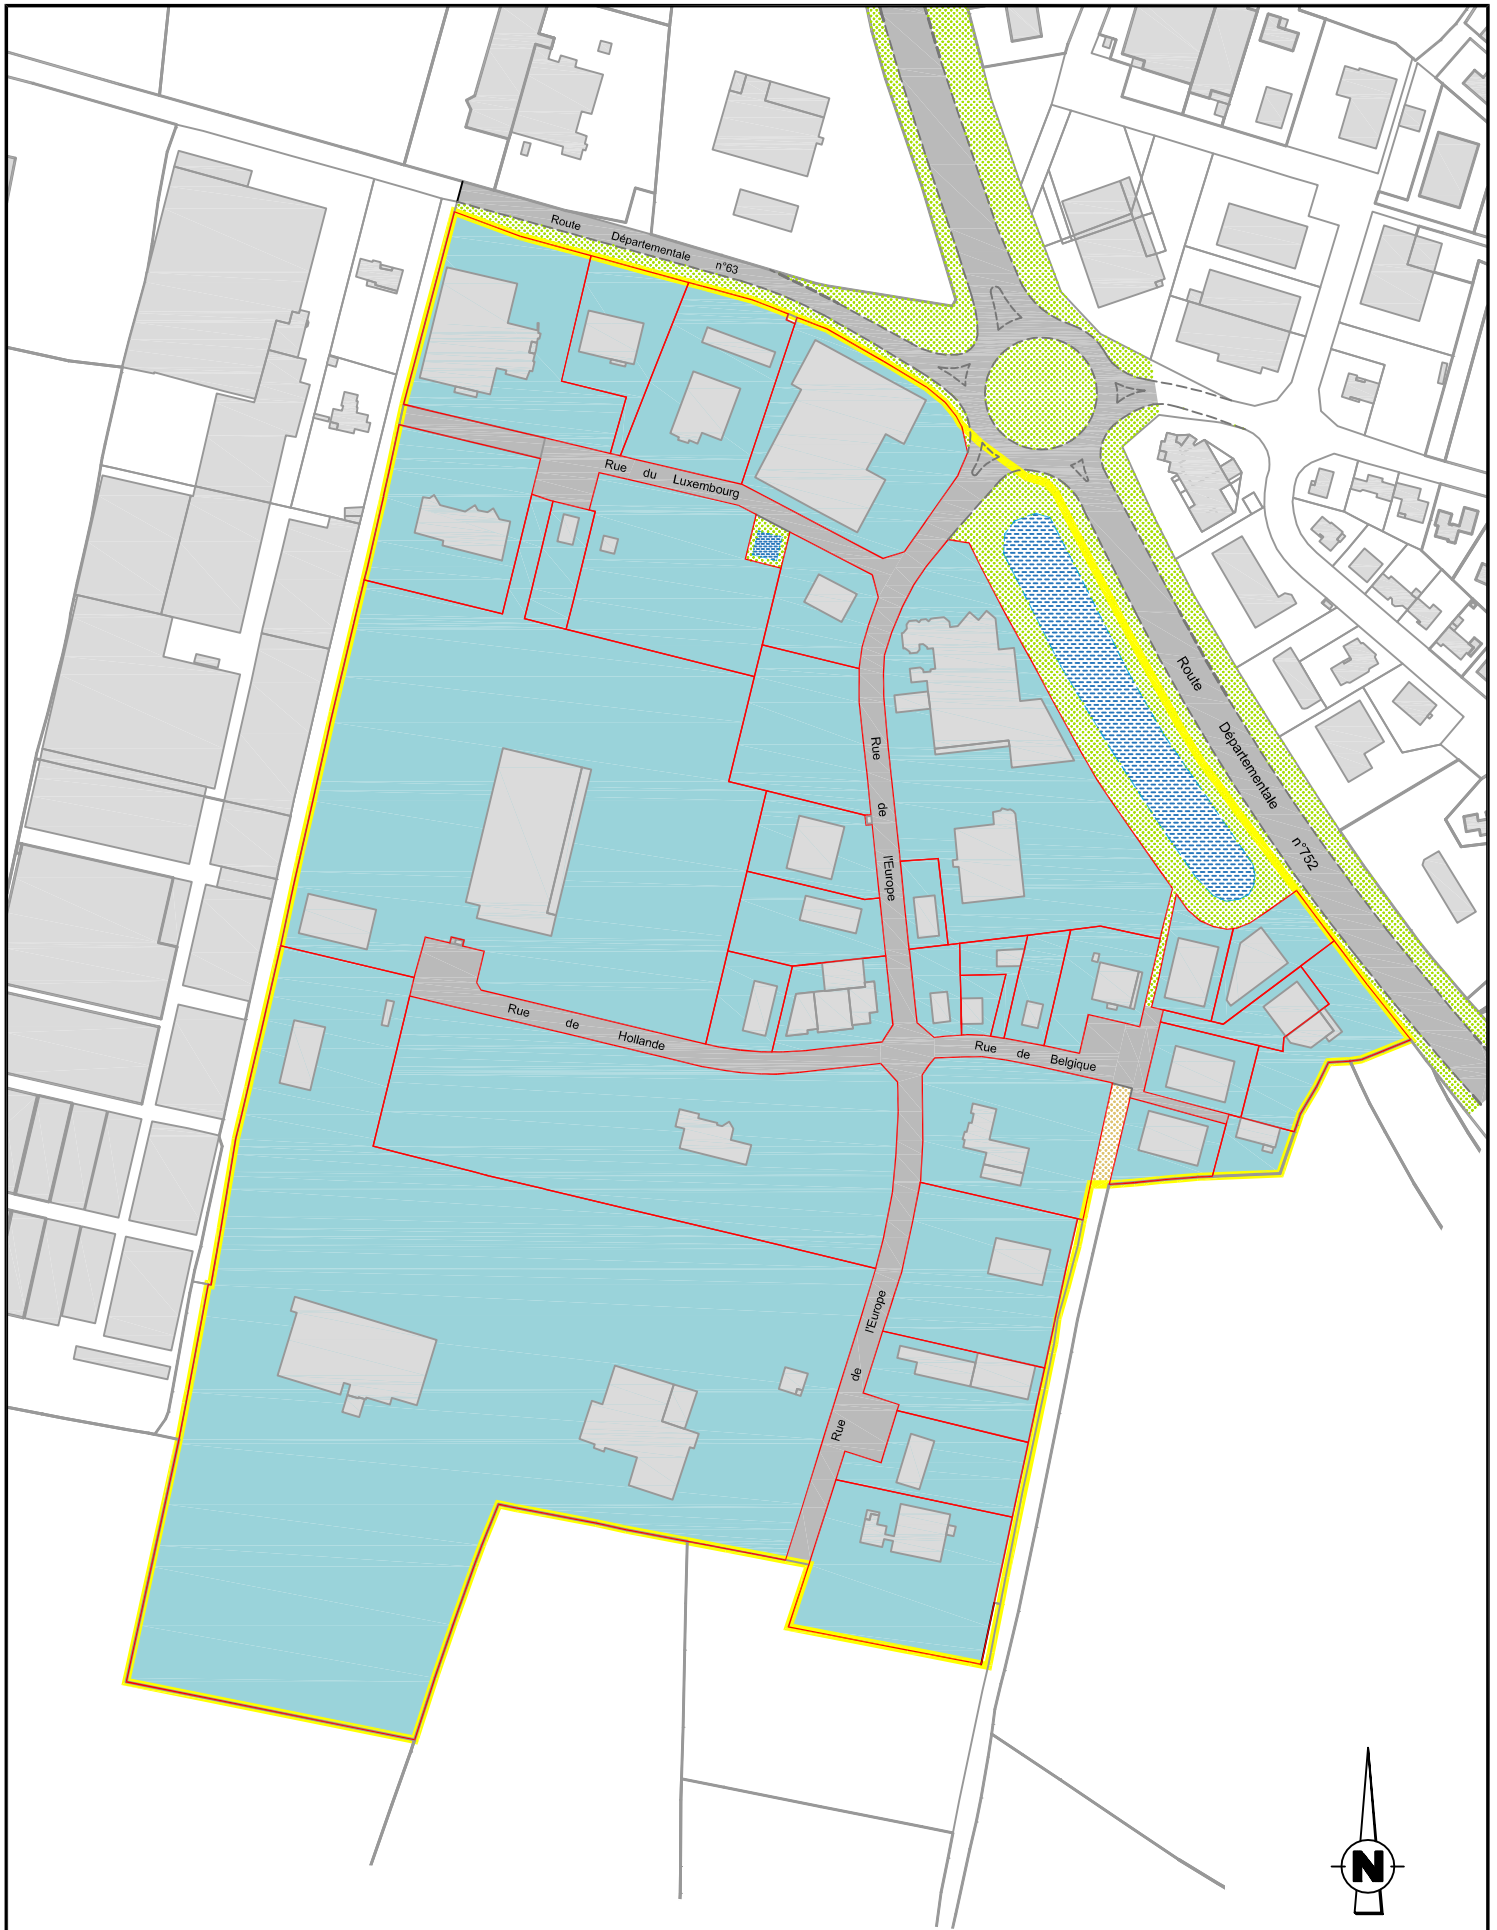 Route Départementale n°63
Rue du Luxembourg
Route Départementale n°752
Rue de l'Europe
Rue de Hollande
Rue de Belgique
Rue de l'Europe
N